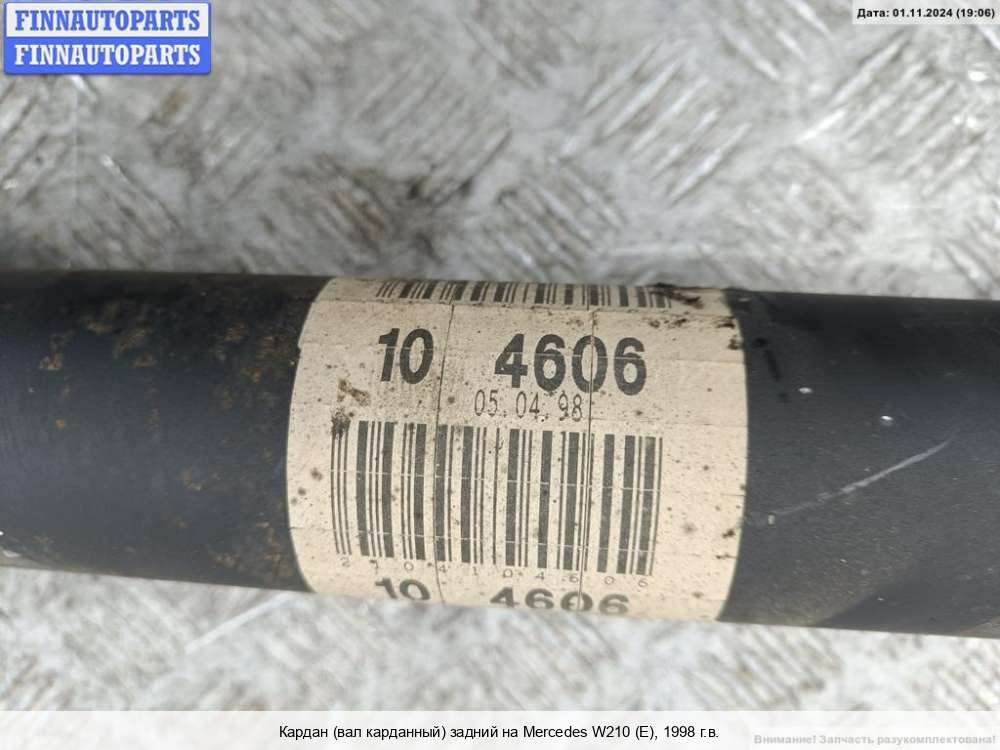 FINNAUTOPARTS
FINNAUTOPARTS
Дата: 01.11.2024 (19:06)
10 4606
05.04.98
2104104606
10 4606
Кардан (вал карданный) задний на Mercedes W210 (E), 1998 г.в.
Внимание! Запчасть разукомплектована!